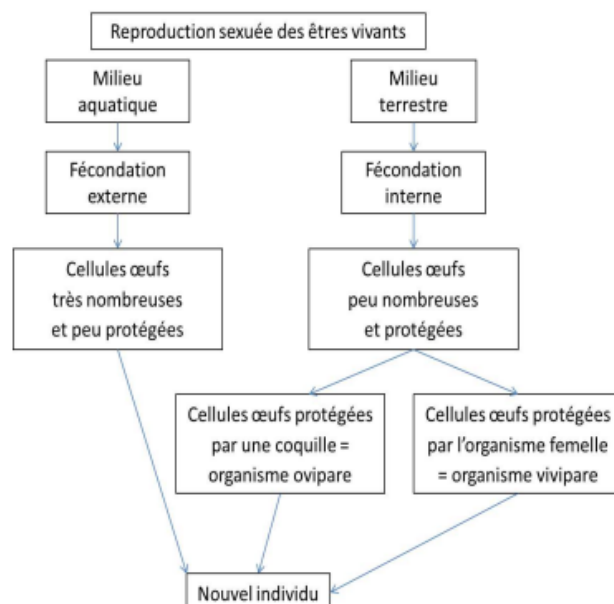 Reproduction sexuée des êtres vivants
Milieu
aquatique
Milieu
terrestre
Fécondation
externe
Fécondation
interne
Cellules œufs
très nombreuses
et peu protégées
Cellules œufs
peu nombreuses
et protégées
Cellules œufs protégées
par une coquille =
organisme ovipare
Cellules œufs protégées
par l'organisme femelle
= organisme vivipare
Nouvel individu